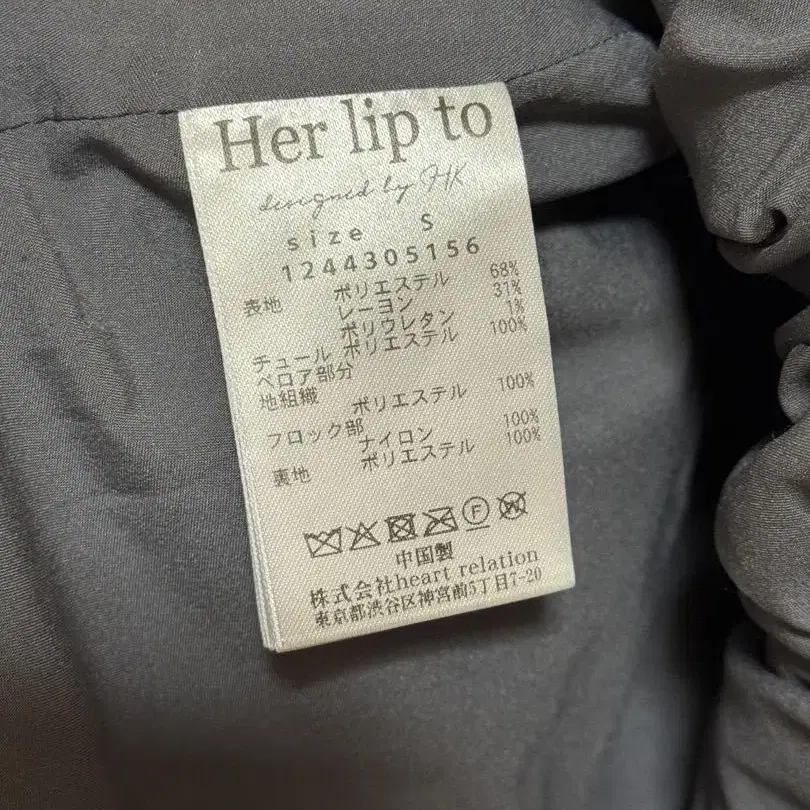 Her lip to
designed by HK
size S
1244305156
表地 ポリエステル 68%
レーヨン 31%
ポリウレタン 1%
チュール ポリエステル 100%
ベロア部分
地組織 ポリエステル 100%
フロック部 ナイロン 100%
裏地 ポリエステル 100%
F
中国製
株式会社heart relation
東京都渋谷区神宮前5丁目7-20